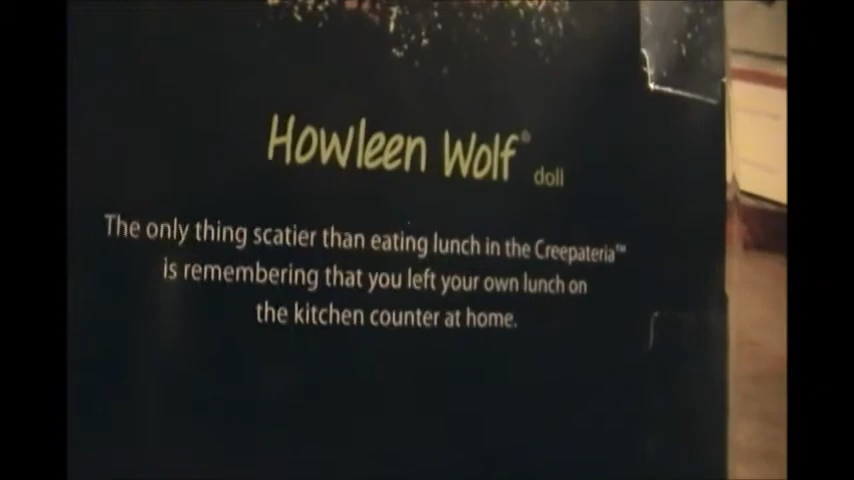 Howleen Wolf® doll
The only thing scatier than eating lunch in the Creepateria™
is remembering that you left your own lunch on
the kitchen counter at home.